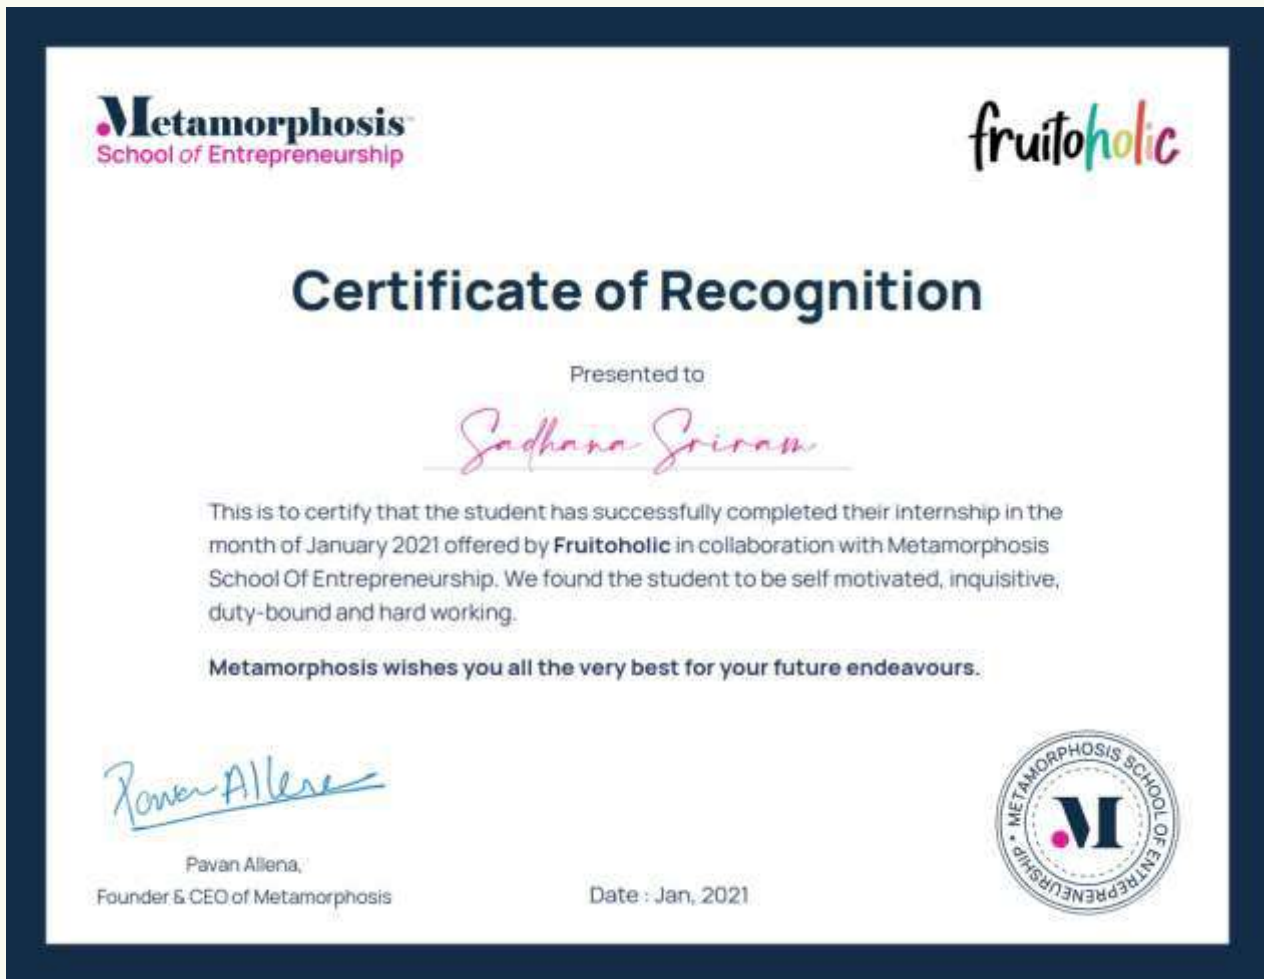 Metamorphosis™
fruitoholic
School of Entrepreneurship
Certificate of Recognition
Presented to
Sadhana Sriram
This is to certify that the student has successfully completed their internship in the
month of January 2021 offered by Fruitoholic in collaboration with Metamorphosis
School Of Entrepreneurship. We found the student to be self motivated, inquisitive,
duty-bound and hard working.
Metamorphosis wishes you all the very best for your future endeavours.
Pavan Allena
Pavan Allena,
Founder & CEO of Metamorphosis
Date : Jan, 2021
METAMORPHOSIS SCHOOL OF ENTREPRENEURSHIP •
M